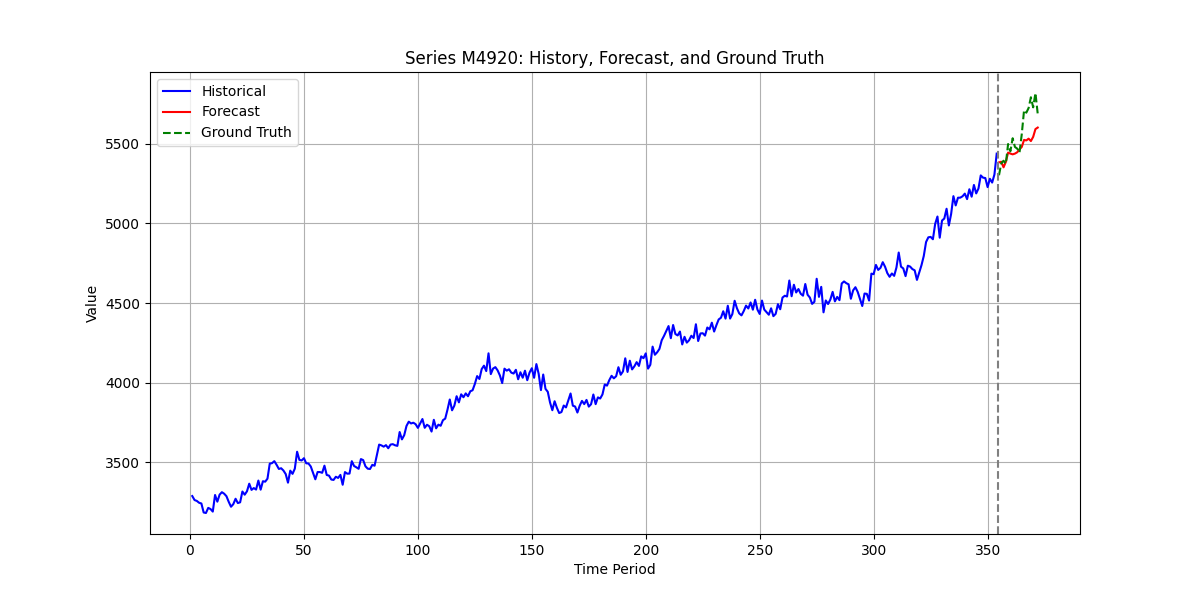 Series M4920: History, Forecast, and Ground Truth
Historical
Forecast
Ground Truth
5500
5000
4500
4000
3500
Value
0 50 100 150 200 250 300 350
Time Period